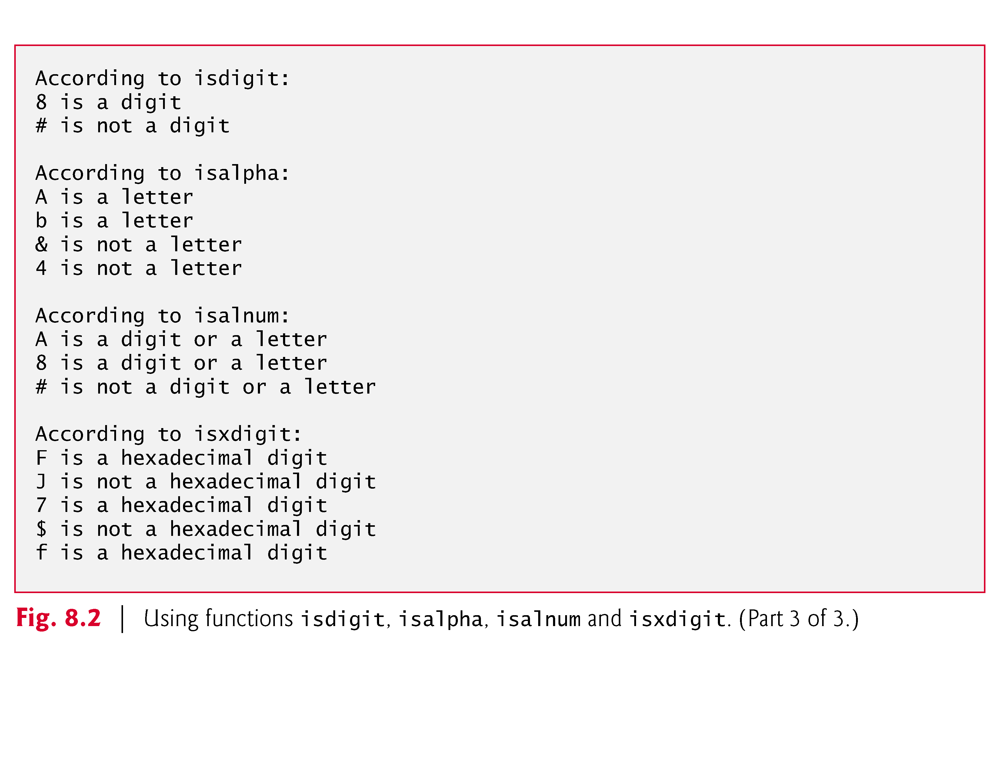 According to isdigit:
8 is a digit
# is not a digit
According to isalpha:
A is a letter
b is a letter
& is not a letter
4 is not a letter
According to isalnum:
A is a digit or a letter
8 is a digit or a letter
# is not a digit or a letter
According to isxdigit:
F is a hexadecimal digit
J is not a hexadecimal digit
7 is a hexadecimal digit
$ is not a hexadecimal digit
f is a hexadecimal digit
Fig. 8.2 | Using functions isdigit, isalpha, isalnum and isxdigit. (Part 3 of 3.)